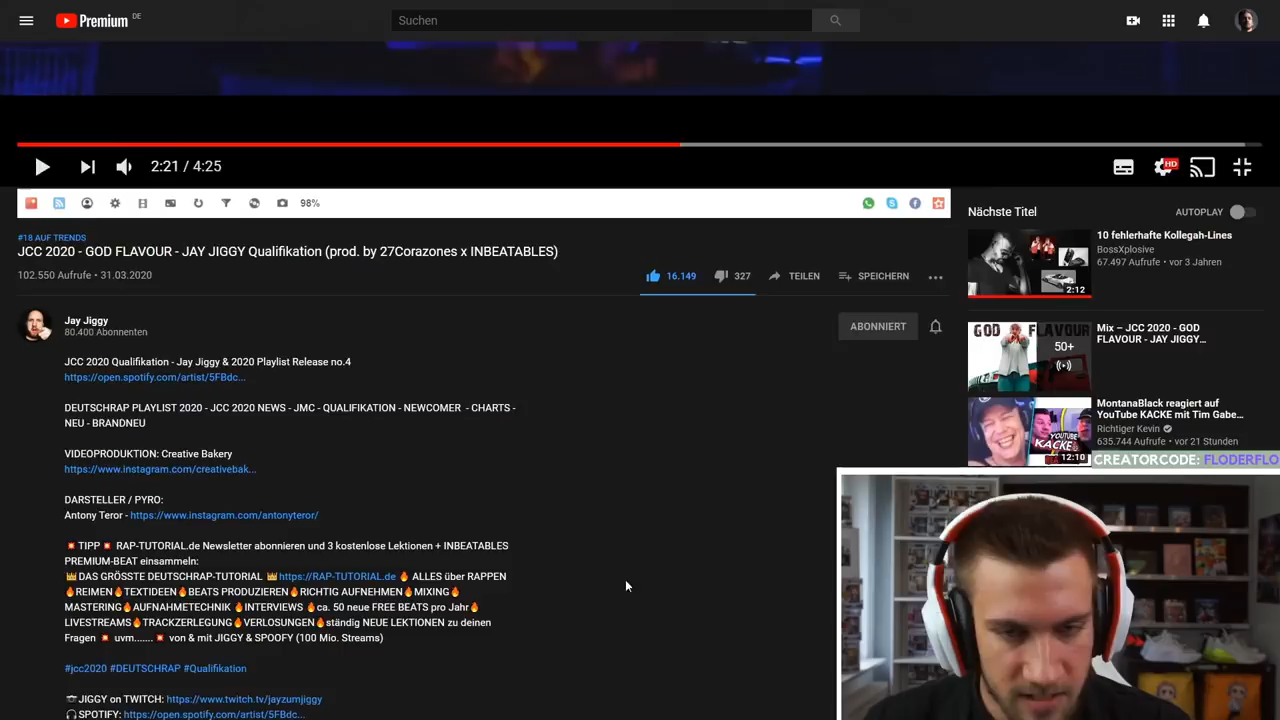 Premium DE
Suchen
2:21 / 4:25
HD
98%
#18 AUF TRENDS
JCC 2020 - GOD FLAVOUR - JAY JIGGY Qualifikation (prod. by 27Corazones x INBEATABLES)
102.550 Aufrufe • 31.03.2020
16.149
327
TEILEN
SPEICHERN
Jay Jiggy
80.400 Abonnenten
ABONNIERT
JCC 2020 Qualifikation - Jay Jiggy & 2020 Playlist Release no.4
https://open.spotify.com/artist/5FBdc...
DEUTSCHRAP PLAYLIST 2020 - JCC 2020 NEWS - JMC - QUALIFIKATION - NEWCOMER - CHARTS -
NEU - BRANDNEU
VIDEOPRODUKTION: Creative Bakery
https://www.instagram.com/creativebak...
DARSTELLER / PYRO:
Antony Teror - https://www.instagram.com/antonyteror/
💥TIPP💥 RAP-TUTORIAL.de Newsletter abonnieren und 3 kostenlose Lektionen + INBEATABLES
PREMIUM-BEAT einsammeln:
👑DAS GRÖSSTE DEUTSCHRAP-TUTORIAL 👑https://RAP-TUTORIAL.de 🔥 ALLES über RAPPEN
🔥REIMEN🔥TEXTIDEEN🔥BEATS PRODUZIEREN🔥RICHTIG AUFNEHMEN🔥MIXING🔥
MASTERING🔥AUFNAHMETECHNIK🔥INTERVIEWS 🔥ca. 50 neue FREE BEATS pro Jahr🔥
LIVESTREAMS🔥TRACKZERLEGUNG🔥VERLOSUNGEN🔥ständig NEUE LEKTIONEN zu deinen
Fragen 💥 uvm.......💥 von & mit JIGGY & SPOOFY (100 Mio. Streams)
#jcc2020 #DEUTSCHRAP #Qualifikation
JIGGY on TWITCH: https://www.twitch.tv/jayzumjiggy
🎧SPOTIFY: https://open.spotify.com/artist/5FBdc...
Nächste Titel
AUTOPLAY
10 fehlerhafte Kollegah-Lines
BossXplosive
67.497 Aufrufe • vor 3 Jahren
2:12
GOD FLAVOUR
50+
Mix – JCC 2020 - GOD
FLAVOUR - JAY JIGGY...
MontanaBlack reagiert auf
YouTube KACKE mit Tim Gabe...
Richtiger Kevin
635.744 Aufrufe • vor 21 Stunden
YOUTUBE
KACKE
12:10
CREATORCODE: FLODERFLO